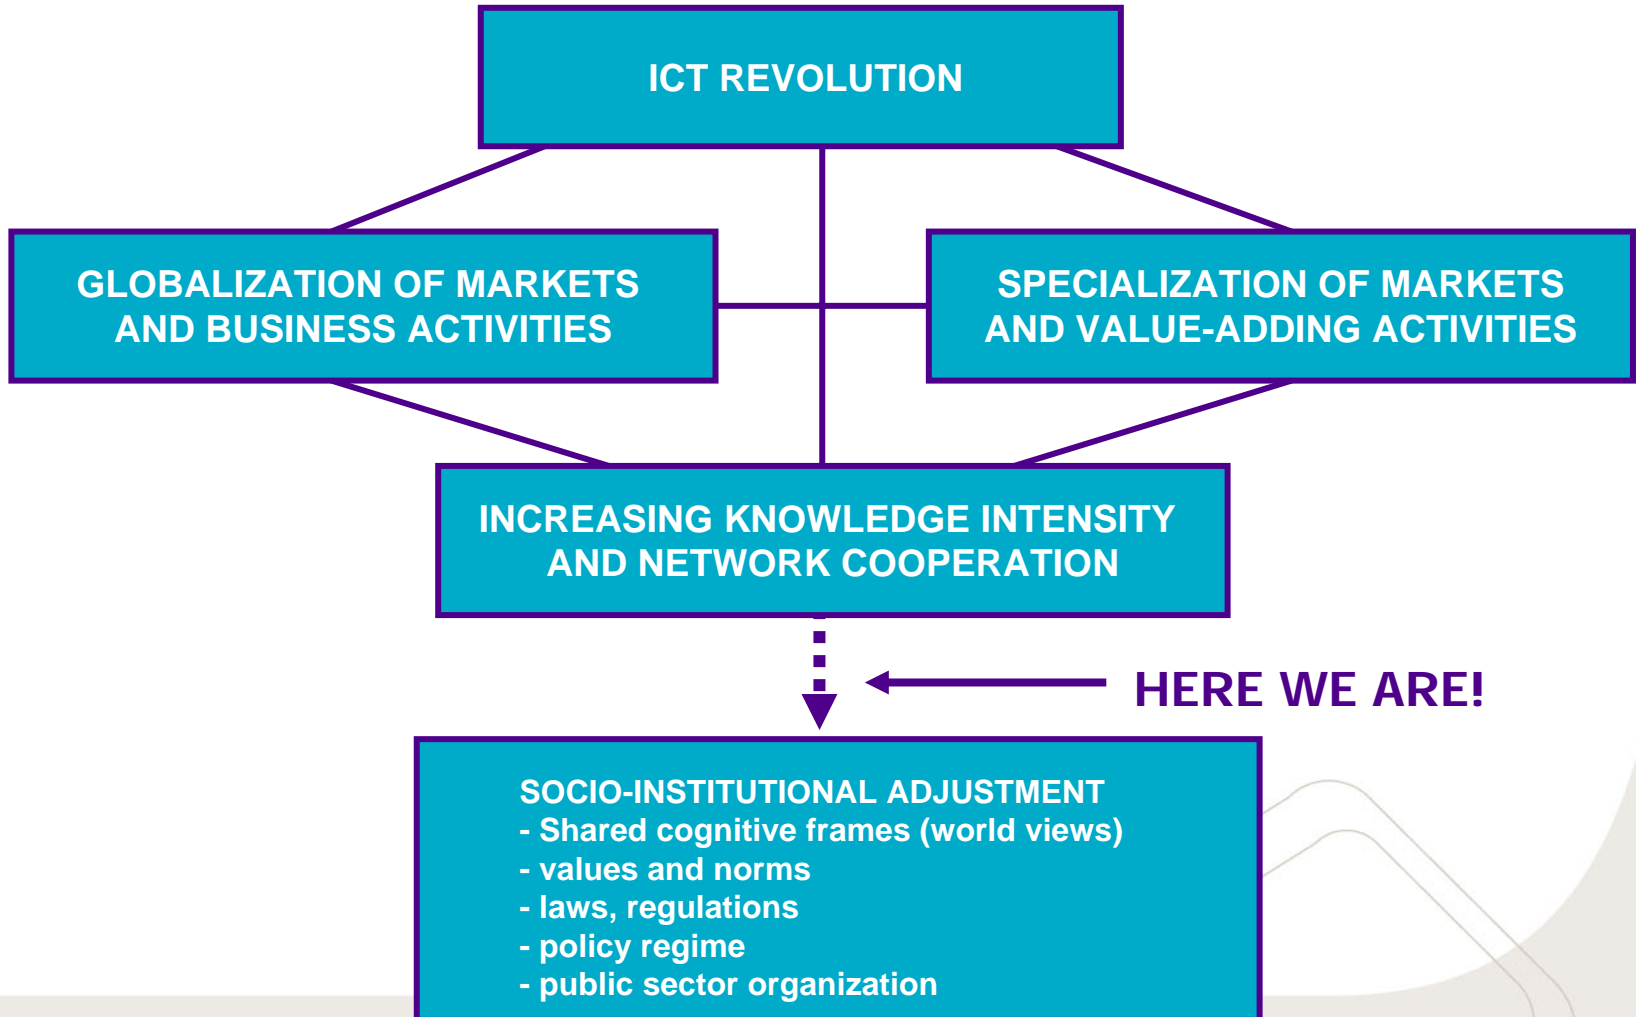 ICT REVOLUTION
GLOBALIZATION OF MARKETS
AND BUSINESS ACTIVITIES
SPECIALIZATION OF MARKETS
AND VALUE-ADDING ACTIVITIES
INCREASING KNOWLEDGE INTENSITY
AND NETWORK COOPERATION
HERE WE ARE!
SOCIO-INSTITUTIONAL ADJUSTMENT
- Shared cognitive frames (world views)
- values and norms
- laws, regulations
- policy regime
- public sector organization